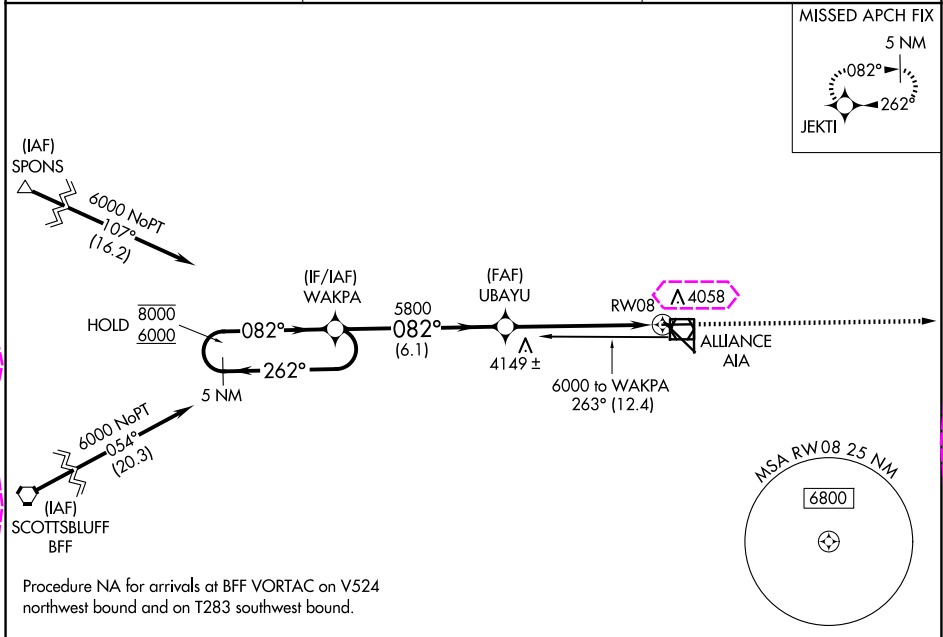 MISSED APCH FIX
5 NM
082°
262°
JEKTI
(IAF)
SPONS
6000 NoPT
107°
(16.2)
HOLD
8000
6000
082°
262°
5 NM
(IF/IAF)
WAKPA
5800
082°
(6.1)
(FAF)
UBAYU
4149 ±
RW08
4058
ALLIANCE
AIA
6000 to WAKPA
263° (12.4)
6000 NoPT
054°
(20.3)
(IAF)
SCOTTSBLUFF
BFF
MSA RW08 25 NM
6800
Procedure NA for arrivals at BFF VORTAC on V524
northwest bound and on T283 southwest bound.